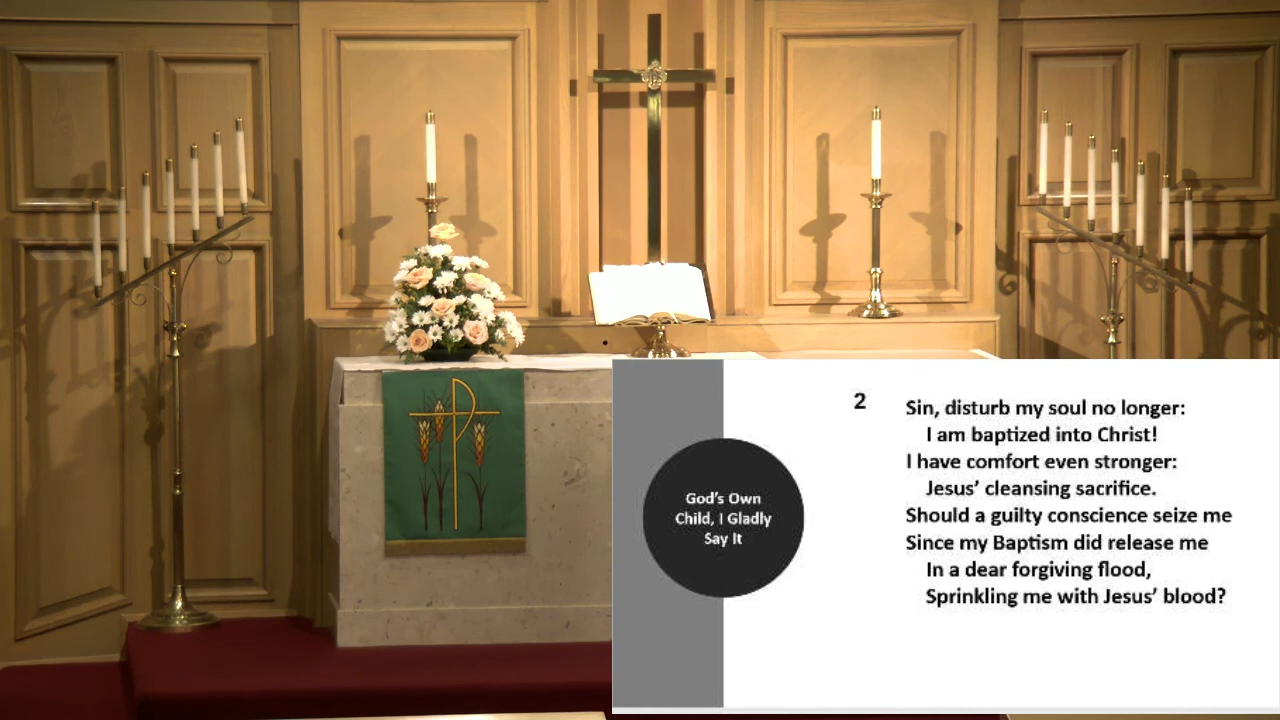 God's Own
Child, I Gladly
Say It
2
Sin, disturb my soul no longer:
I am baptized into Christ!
I have comfort even stronger:
Jesus' cleansing sacrifice.
Should a guilty conscience seize me
Since my Baptism did release me
In a dear forgiving flood,
Sprinkling me with Jesus' blood?